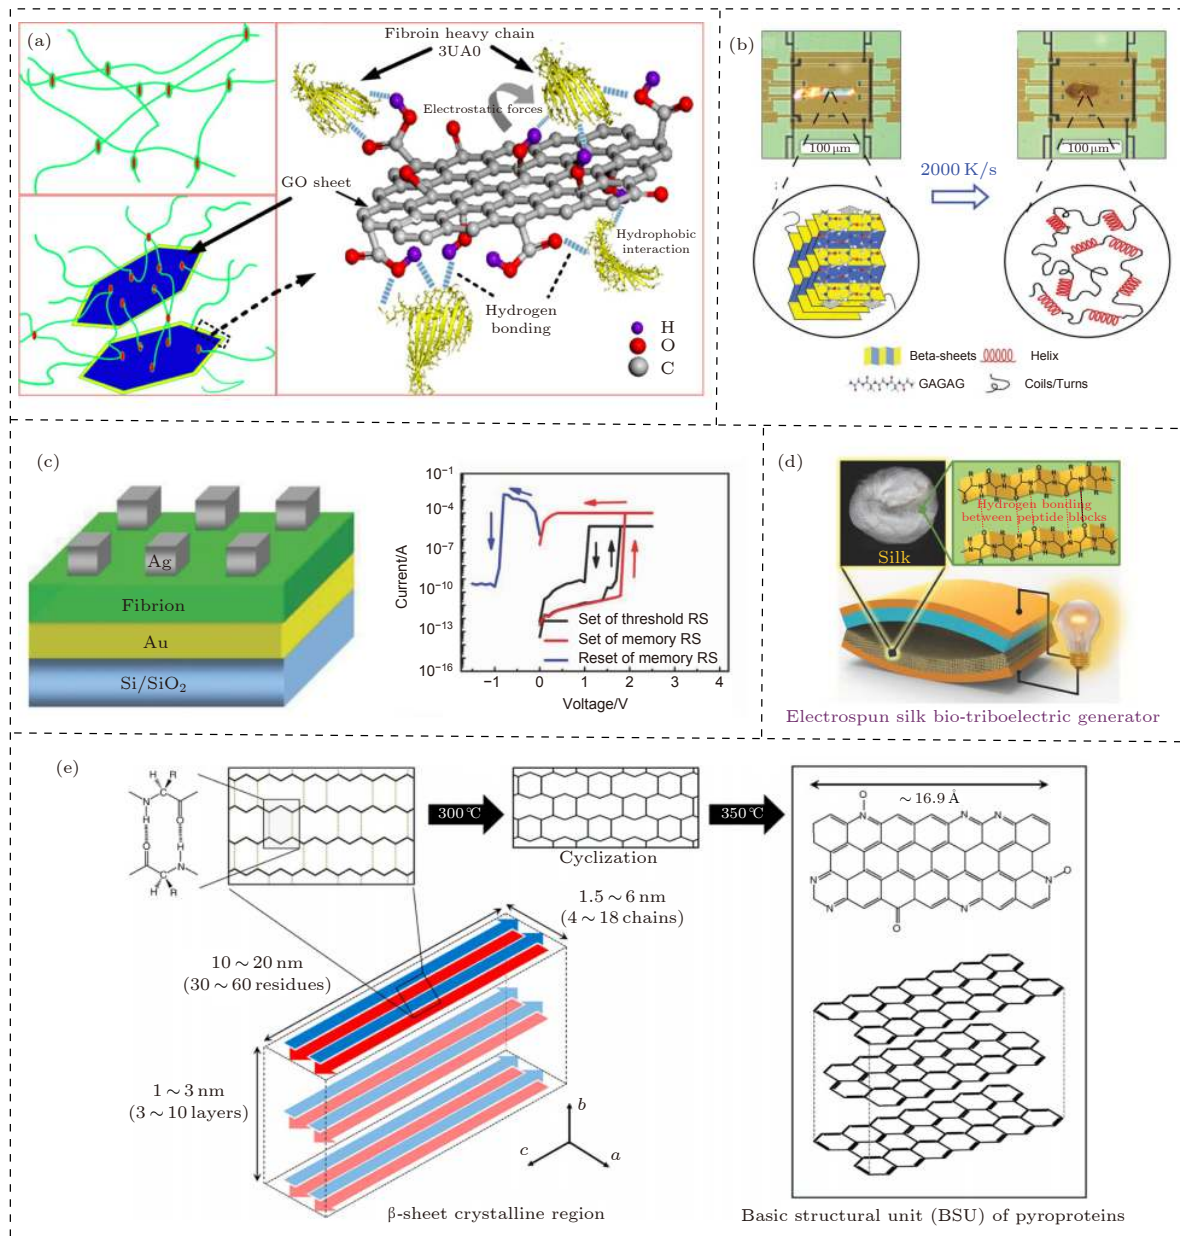 (a)
Fibroin heavy chain
3UA0
Electrostatic forces
GO sheet
Hydrophobic
interaction
Hydrogen
bonding
H
O
C
(b)
100 μm
2000 K/s
100 μm
Beta-sheets
Helix
GAGAG
Coils/Turns
(c)
Ag
Fibrion
Au
Si/SiO2
Current/A
10−1
10−4
10−7
10−10
10−13
10−16
Set of threshold RS
Set of memory RS
Reset of memory RS
−1 0 1 2 3 4
Voltage/V
(d)
Silk
Hydrogen bonding
between peptide blocks
Electrospun silk bio-triboelectric generator
(e)
H R
C
N O
H
O H
C N
H R
300 ℃
Cyclization
350 ℃
∼16.9 Å
O
N N N
N
N O
N N
O
1.5∼6 nm
(4∼18 chains)
10∼20 nm
(30∼60 residues)
1∼3 nm
(3∼10 layers)
b
c
a
β-sheet crystalline region
Basic structural unit (BSU) of pyroproteins